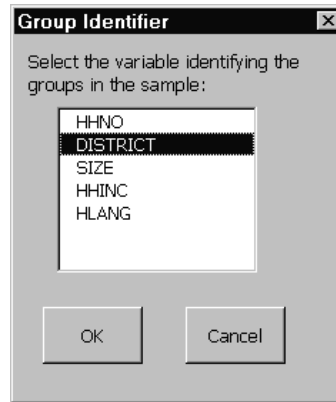 Group Identifier
Select the variable identifying the
groups in the sample:
HHNO
DISTRICT
SIZE
HHINC
HLANG
OK
Cancel